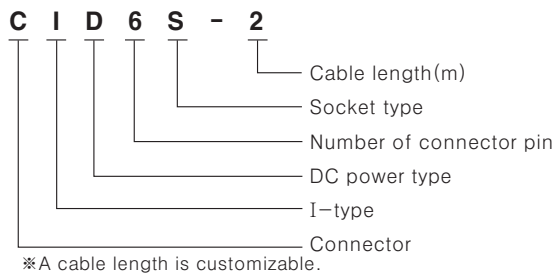 C I D 6 S - 2
Cable length(m)
Socket type
Number of connector pin
DC power type
I-type
Connector
※A cable length is customizable.